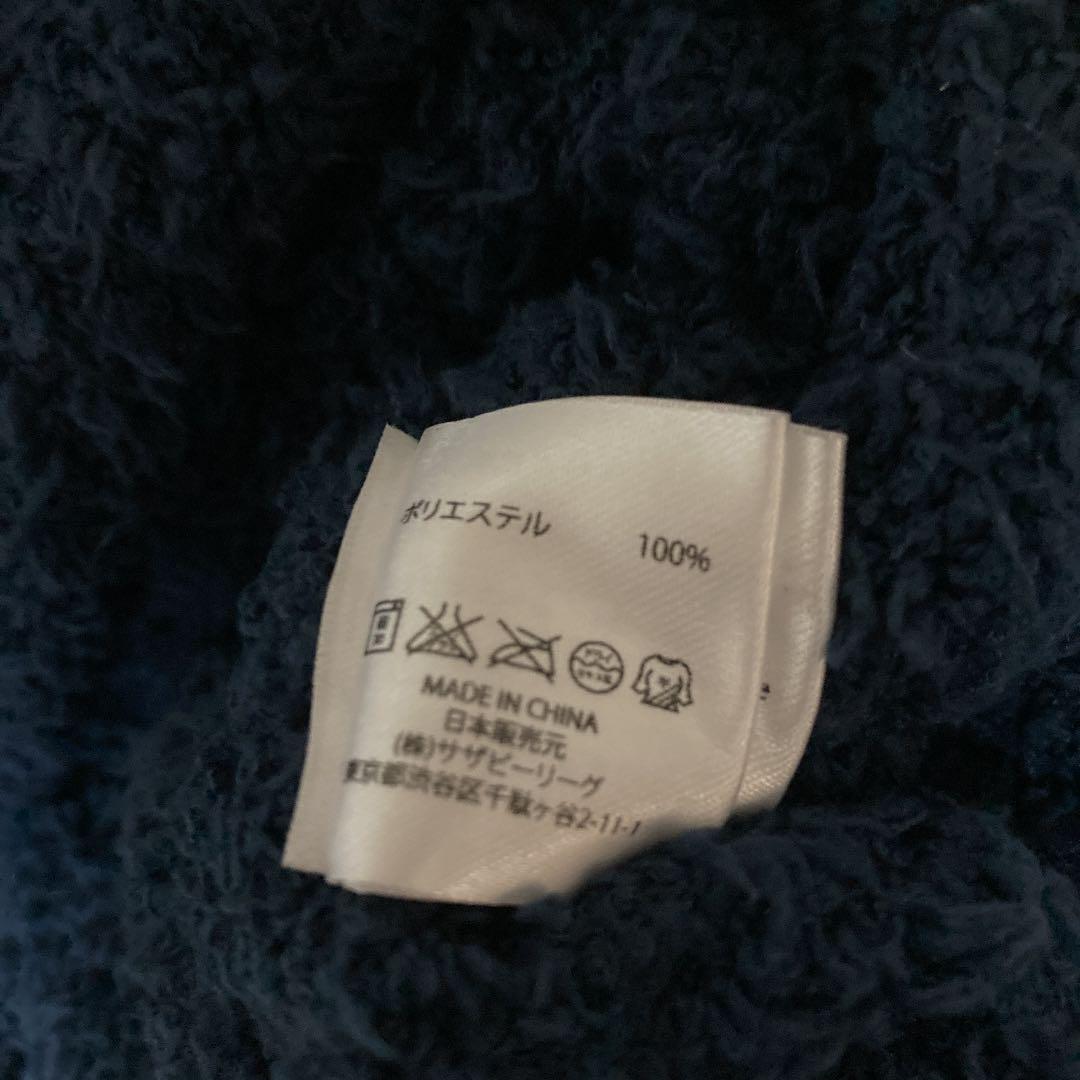 ポリエステル 100%
MADE IN CHINA
日本販売元
(株)サザビーリーグ
東京都渋谷区千駄ヶ谷2-11-1